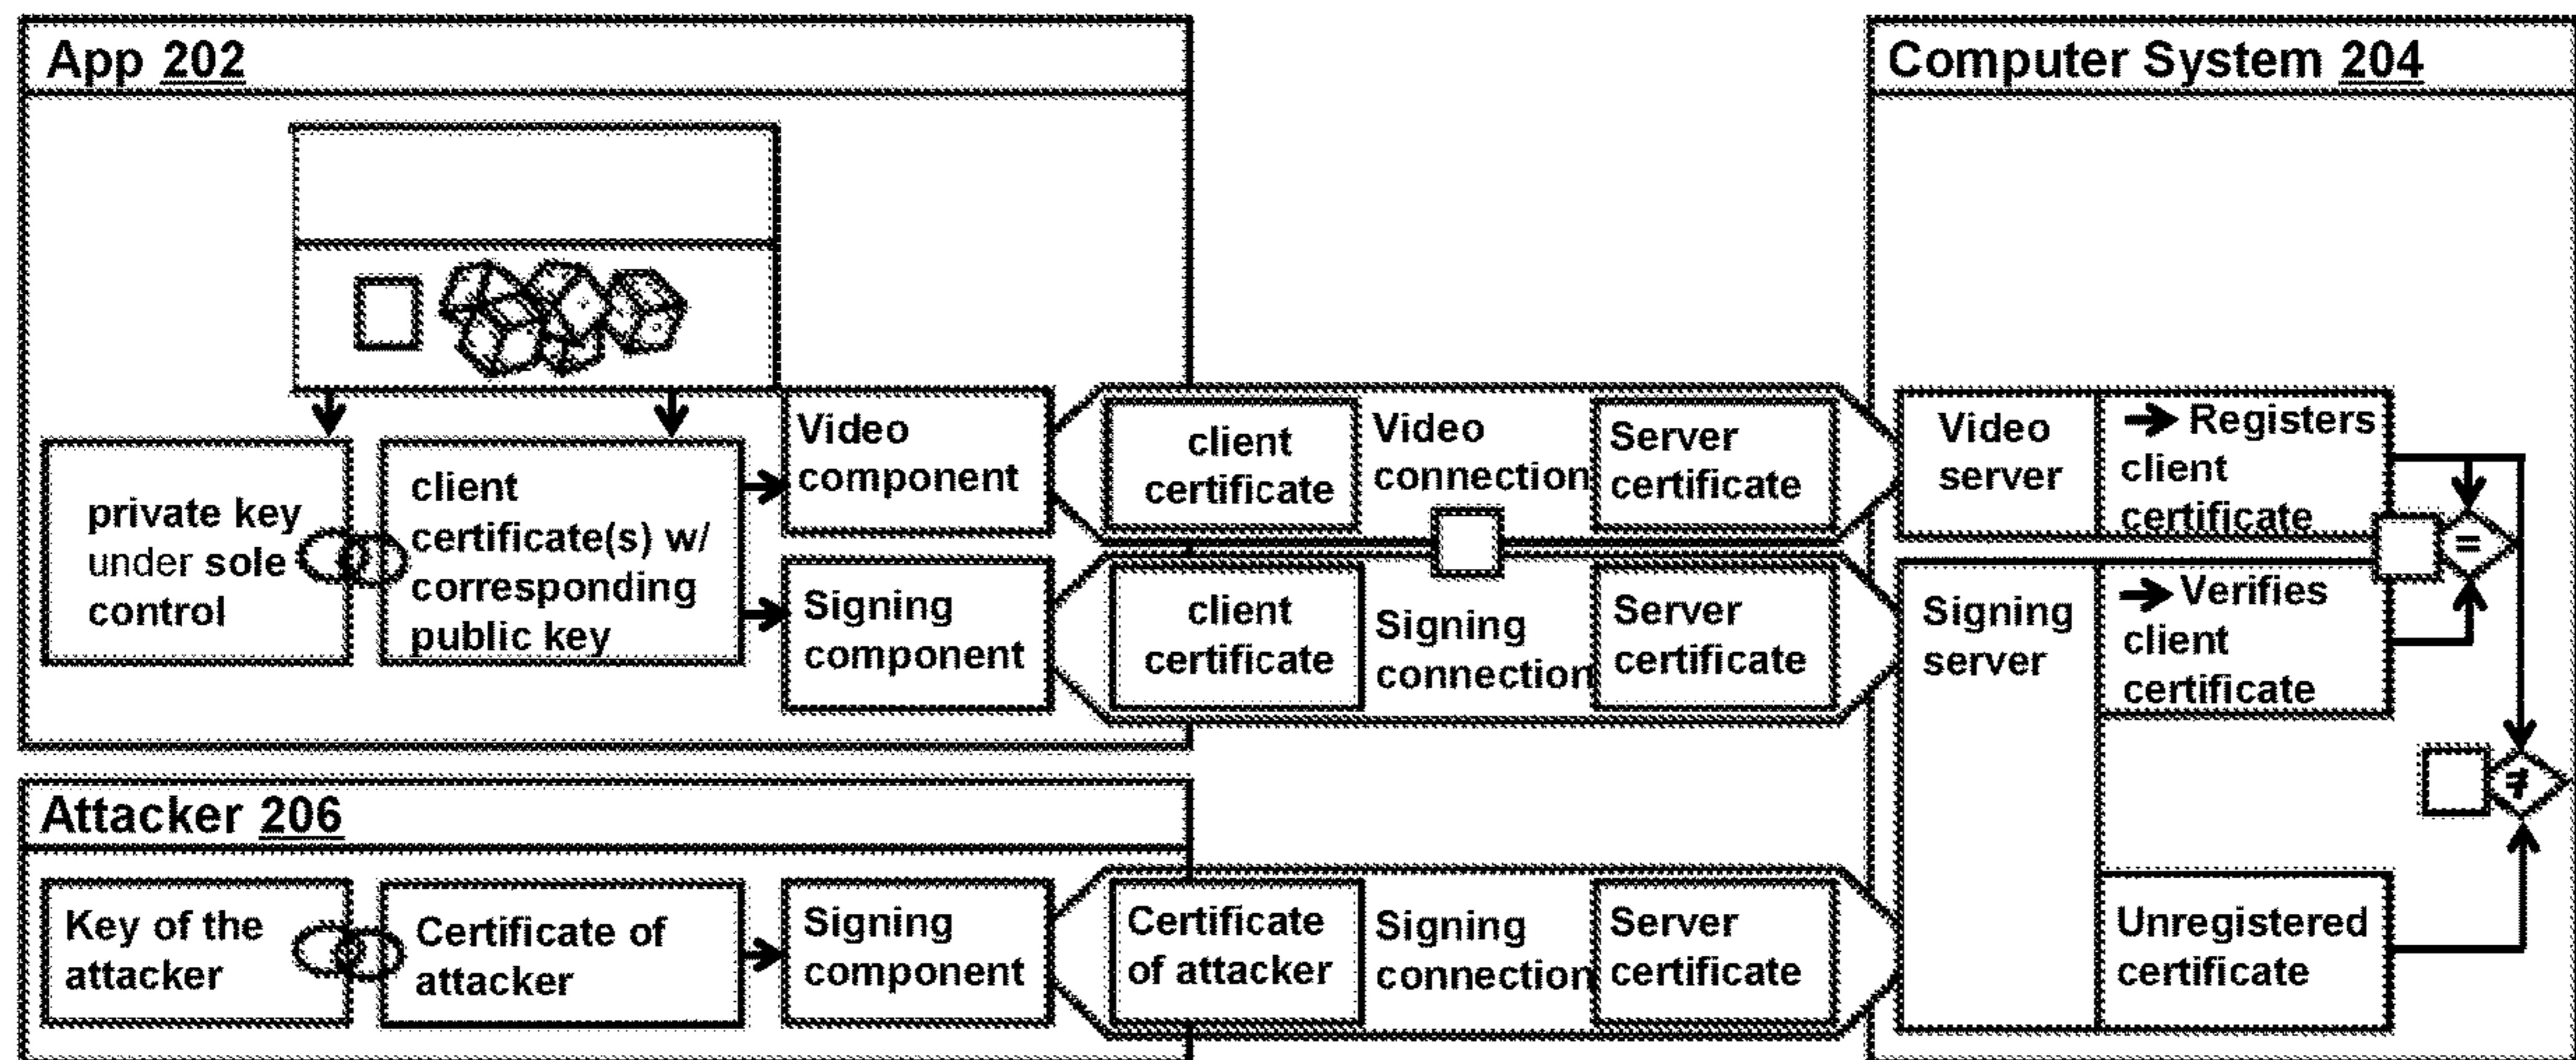 App 202
Computer System 204
private key
under sole
control
client
certificate(s) w/
corresponding
public key
Video
component
client
certificate
Video
connection
Server
certificate
Video
server
→ Registers
client
certificate
=
Signing
component
client
certificate
Signing
connection
Server
certificate
Signing
server
→ Verifies
client
certificate
≠
Attacker 206
Key of the
attacker
Certificate of
attacker
Signing
component
Certificate
of attacker
Signing
connection
Server
certificate
Unregistered
certificate